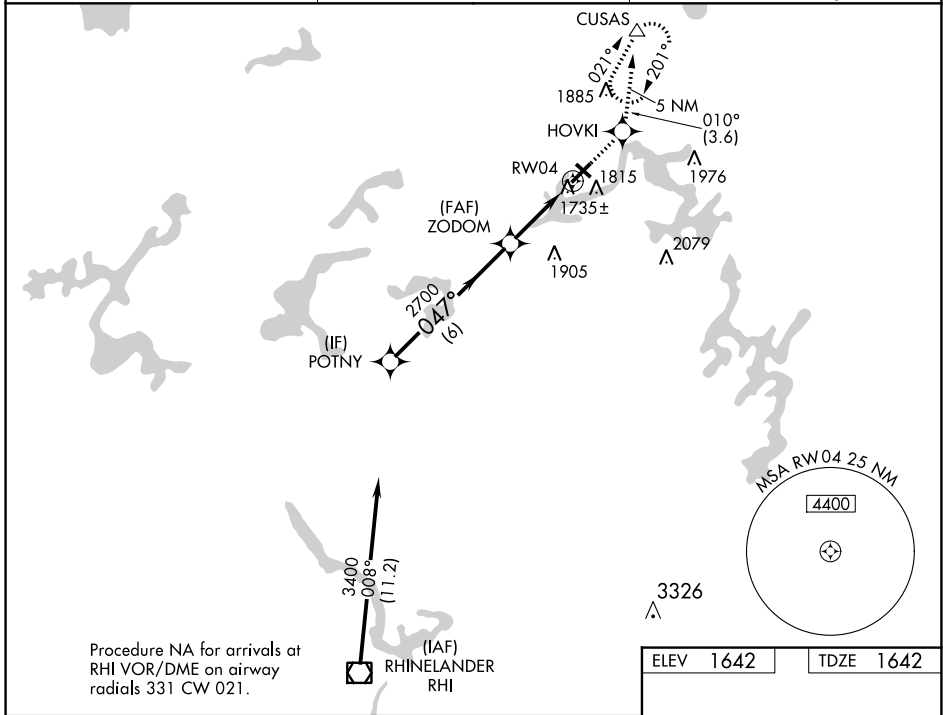 CUSAS
021°
201°
1885
5 NM
010°
(3.6)
HOVKI
RW04
1815
1976
1735±
(FAF)
ZODOM
2079
1905
2700
047°
(6)
(IF)
POTNY
MSA RW04 25 NM
4400
3400
008°
(11.2)
3326
Procedure NA for arrivals at
RHI VOR/DME on airway
radials 331 CW 021.
(IAF)
RHINELANDER
RHI
ELEV 1642
TDZE 1642